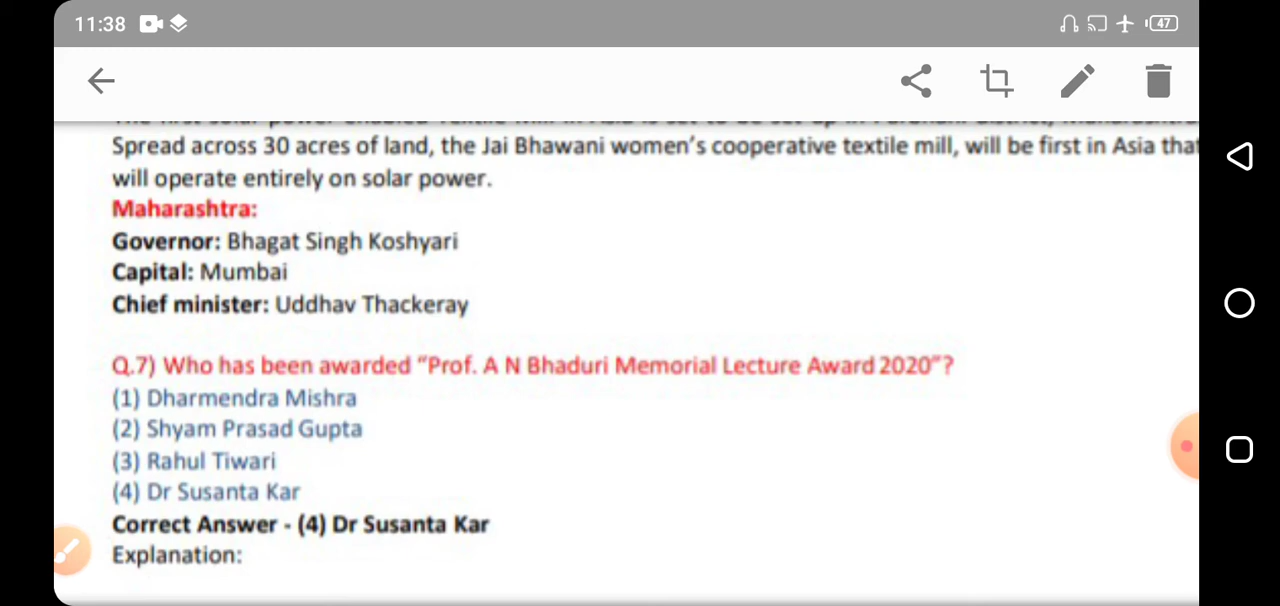 11:38
47
Spread across 30 acres of land, the Jai Bhawani women's cooperative textile mill, will be first in Asia that
will operate entirely on solar power.
Maharashtra:
Governor: Bhagat Singh Koshyari
Capital: Mumbai
Chief minister: Uddhav Thackeray
Q.7) Who has been awarded "Prof. A N Bhaduri Memorial Lecture Award 2020"?
(1) Dharmendra Mishra
(2) Shyam Prasad Gupta
(3) Rahul Tiwari
(4) Dr Susanta Kar
Correct Answer - (4) Dr Susanta Kar
Explanation: